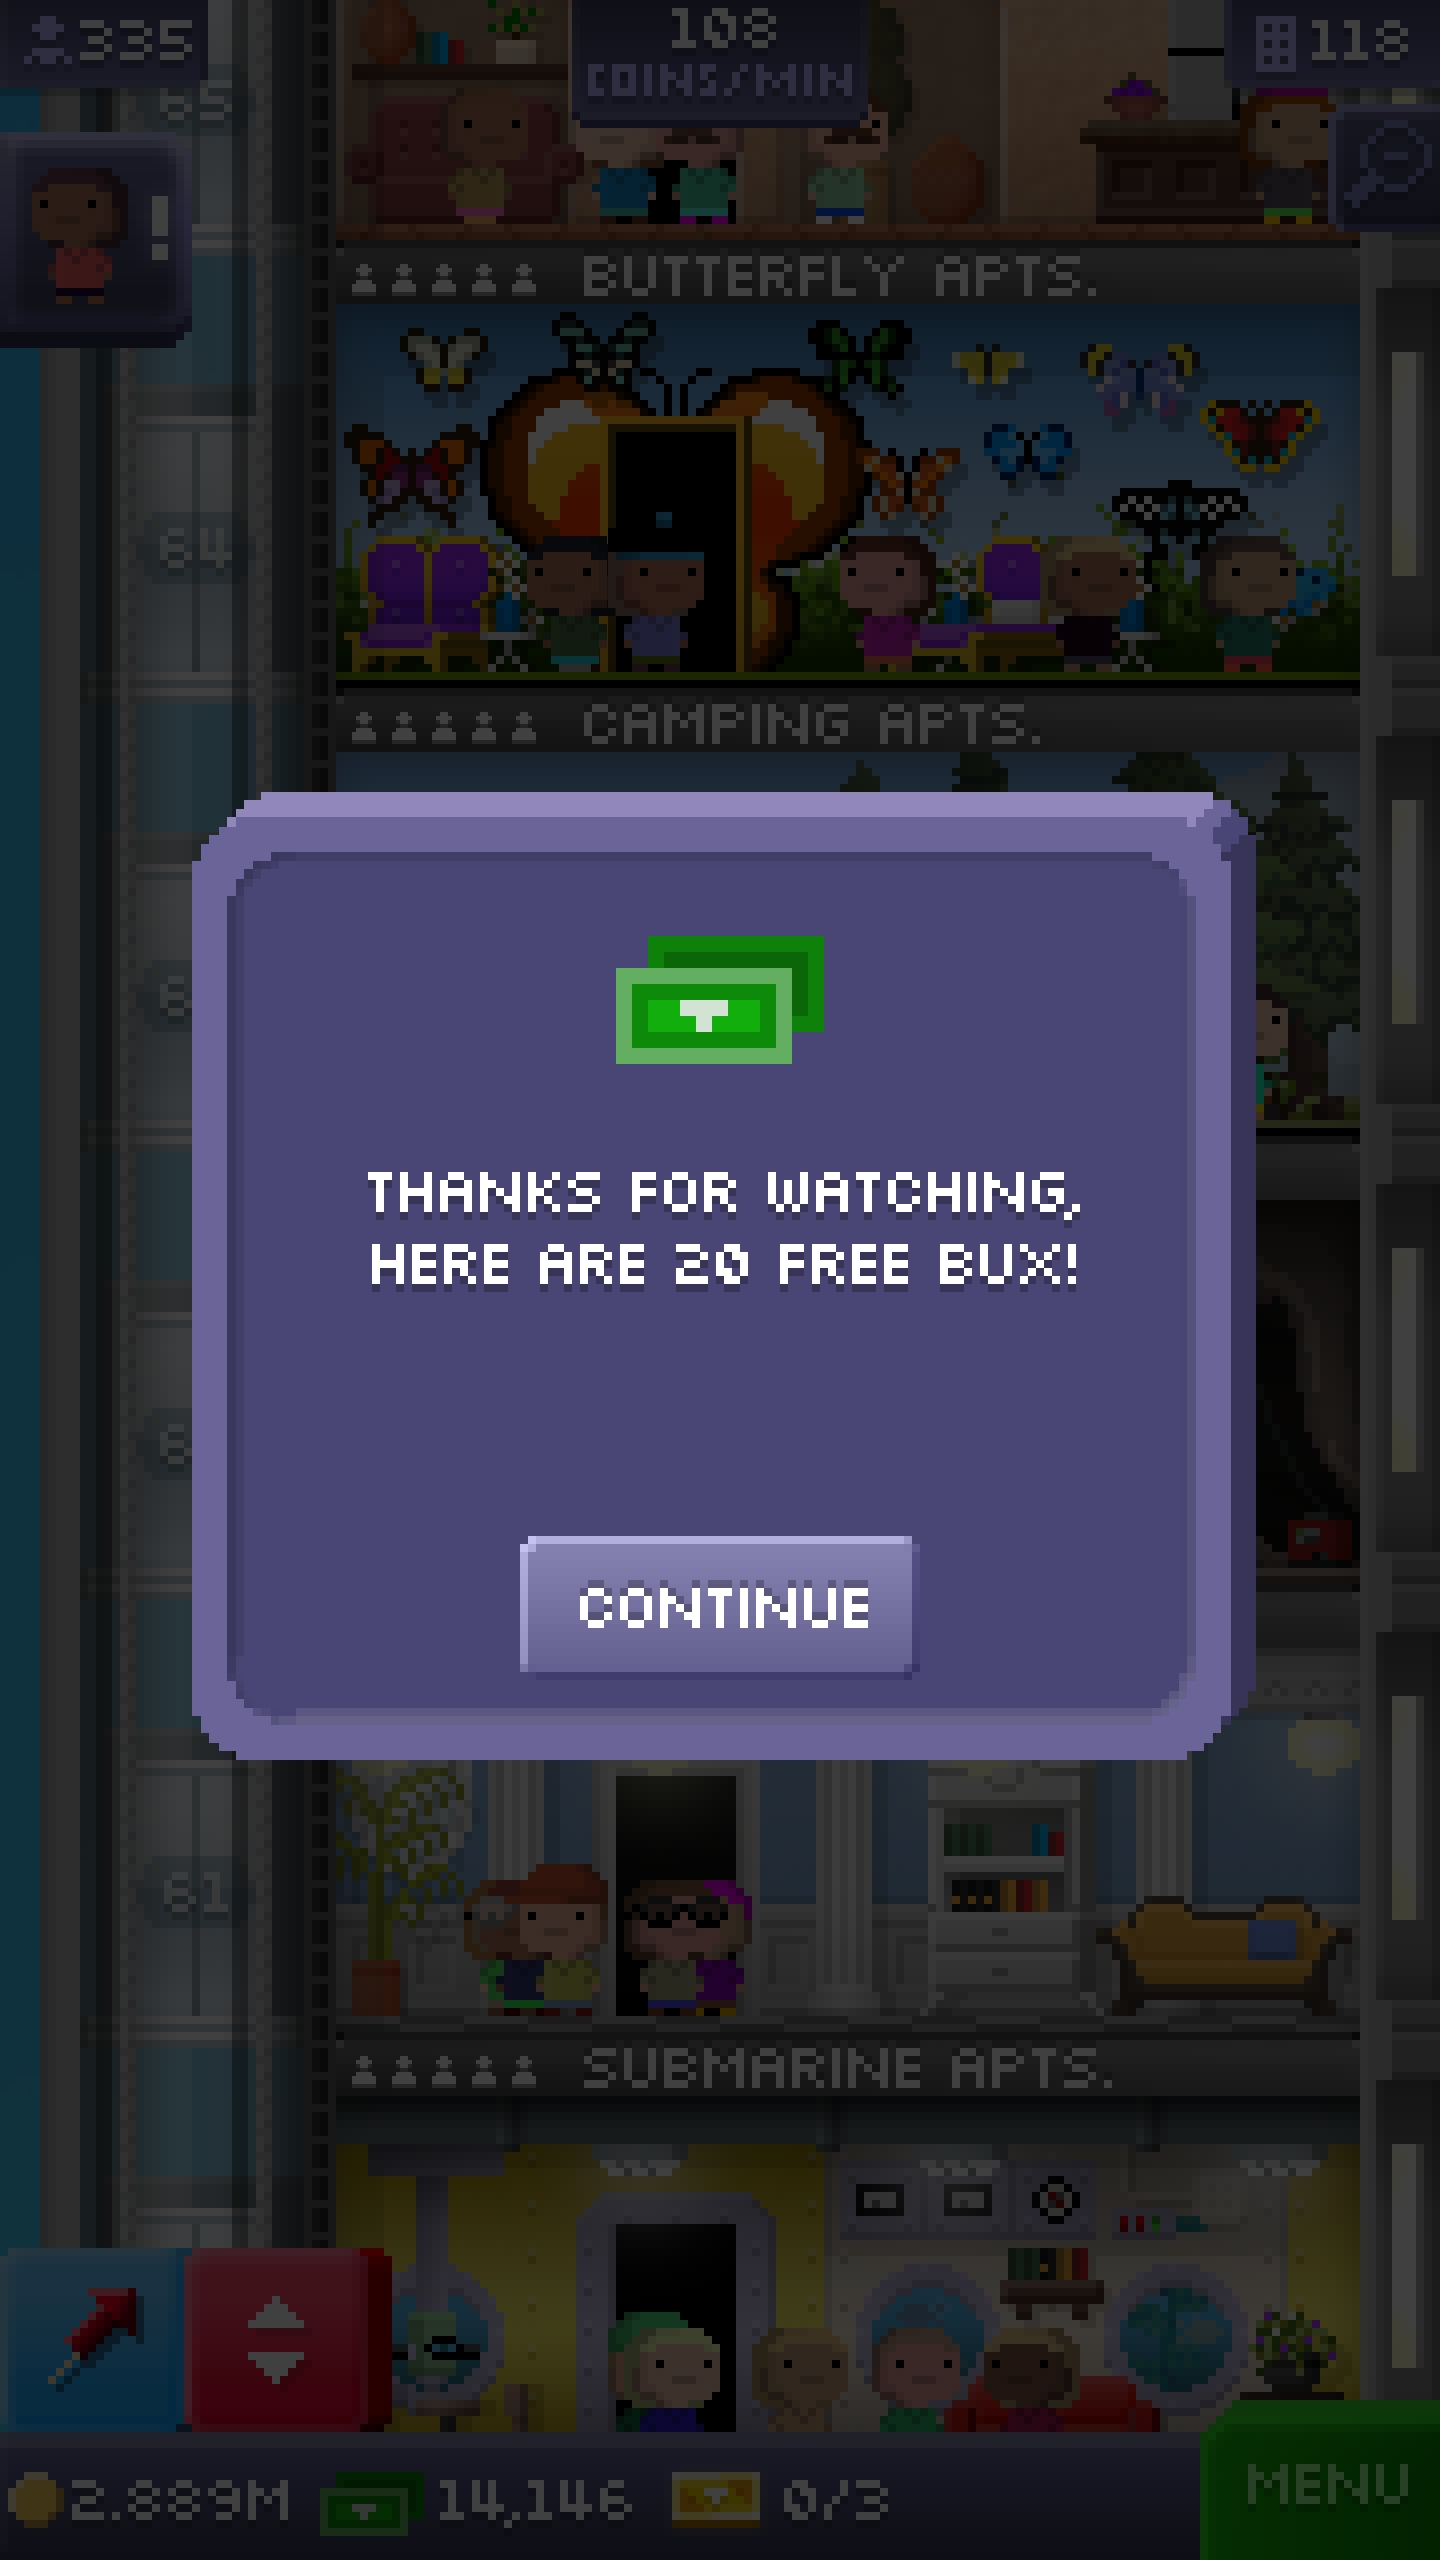 335
108
COINS/MIN
118
65
!
BUTTERFLY APTS.
64
CAMPING APTS.
THANKS FOR WATCHING,
HERE ARE 20 FREE BUX!
CONTINUE
61
SUBMARINE APTS.
2.889M
14,146
0/3
MENU